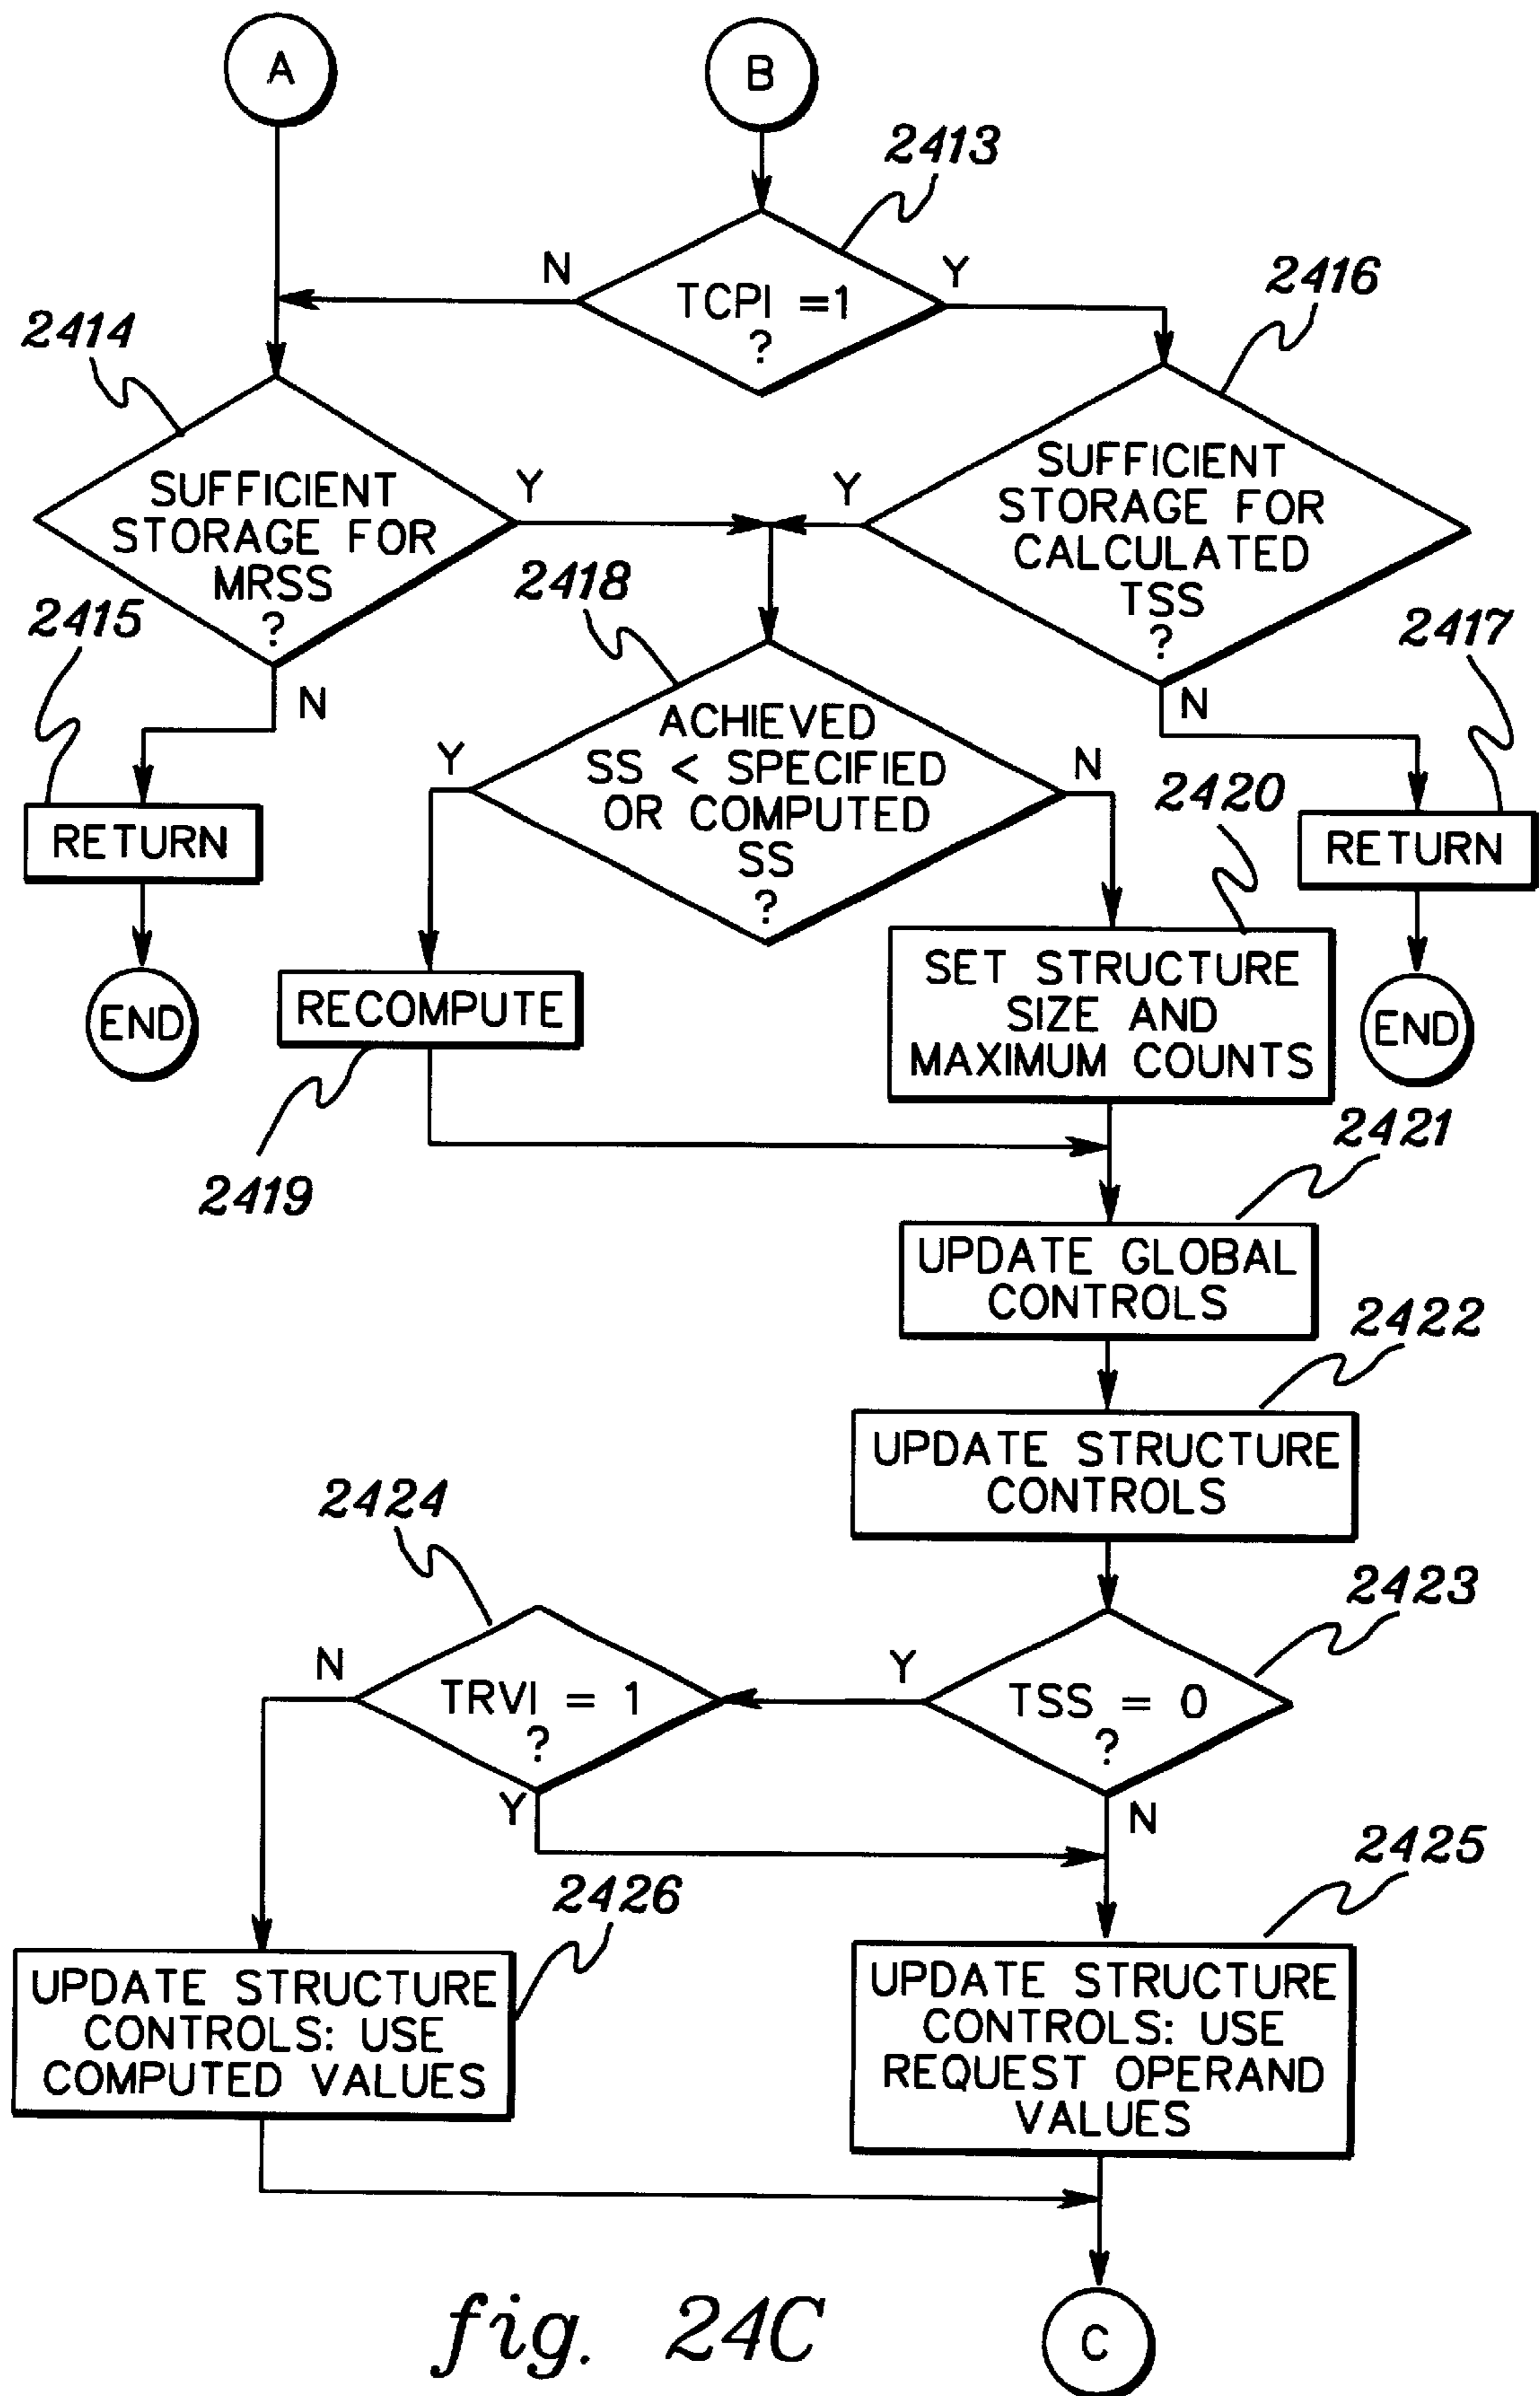 A
B
2413
N
TCPI =1
?
Y
2416
2414
SUFFICIENT
STORAGE FOR
MRSS
?
Y
Y
SUFFICIENT
STORAGE FOR
CALCULATED
TSS
?
2415
2418
2417
N
N
ACHIEVED
SS < SPECIFIED
OR COMPUTED
SS
?
Y
N
2420
RETURN
RETURN
END
RECOMPUTE
SET STRUCTURE
SIZE AND
MAXIMUM COUNTS
END
2419
2421
UPDATE GLOBAL
CONTROLS
2422
UPDATE STRUCTURE
CONTROLS
2424
2423
N
TRVI = 1
?
Y
TSS = 0
?
Y
N
2425
2426
UPDATE STRUCTURE
CONTROLS: USE
COMPUTED VALUES
UPDATE STRUCTURE
CONTROLS: USE
REQUEST OPERAND
VALUES
fig. 24C
C